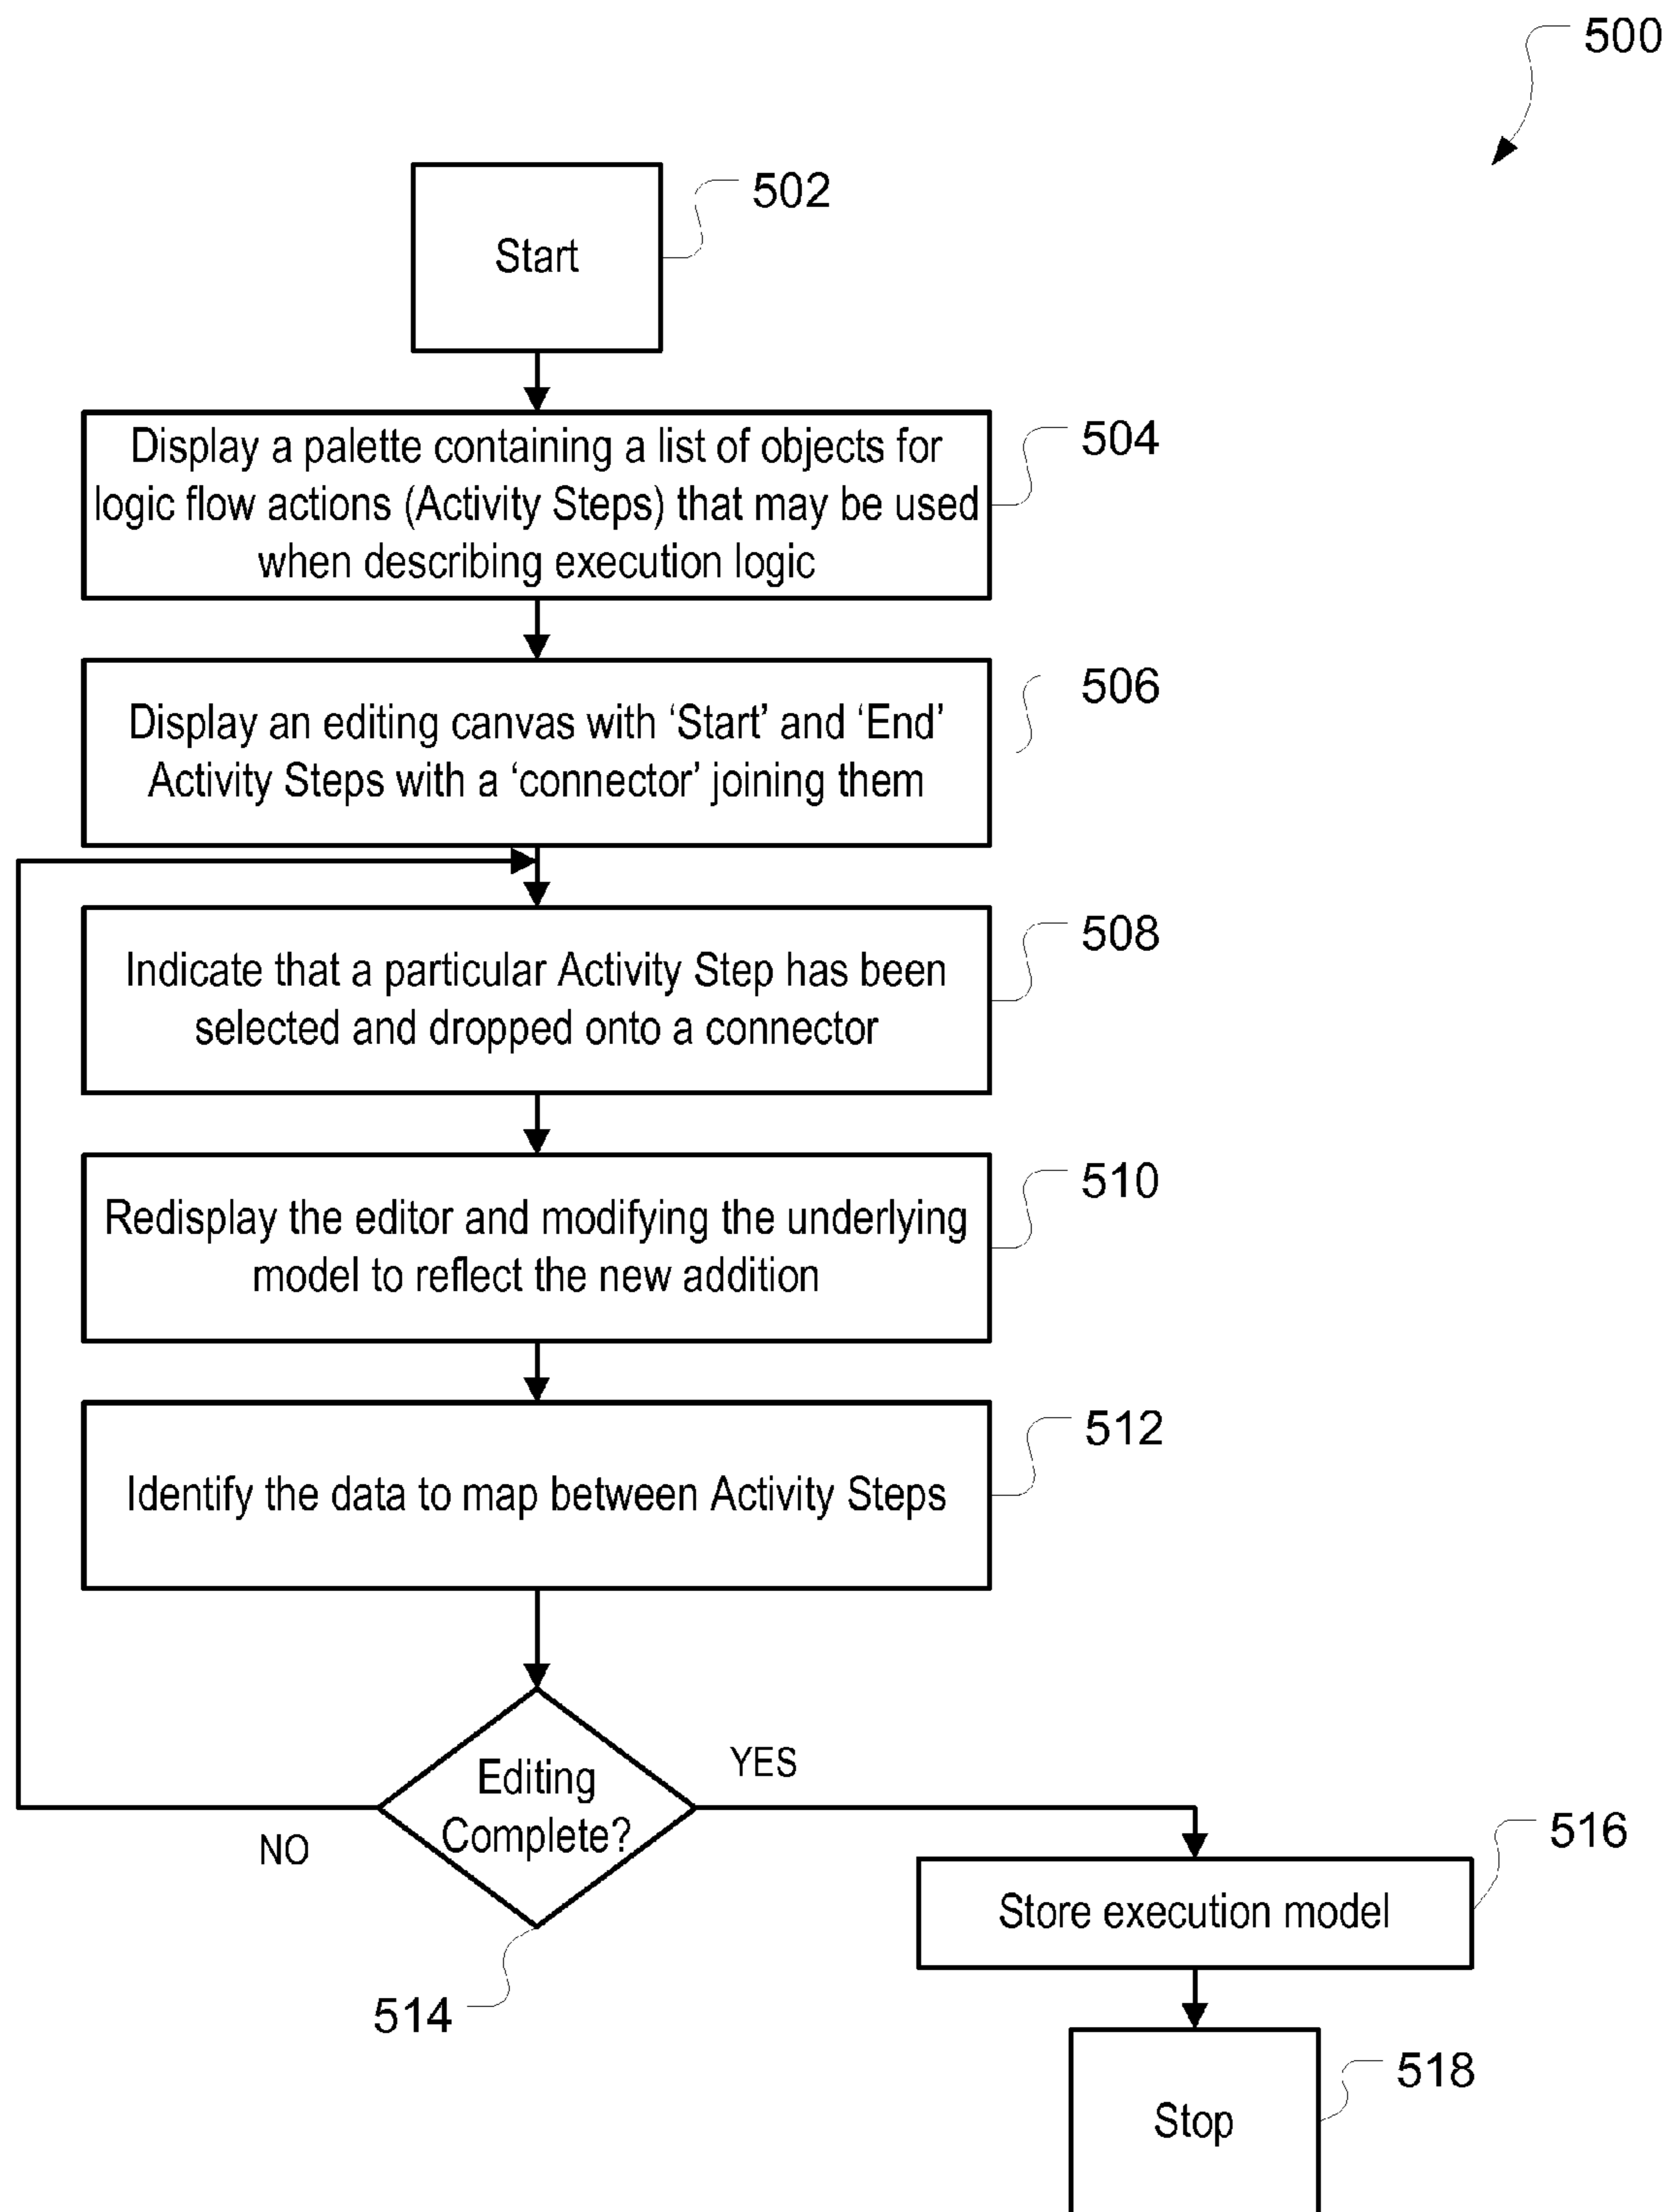 500
502
Start
504
Display a palette containing a list of objects for
logic flow actions (Activity Steps) that may be used
when describing execution logic
506
Display an editing canvas with ‘Start’ and ‘End’
Activity Steps with a ‘connector’ joining them
508
Indicate that a particular Activity Step has been
selected and dropped onto a connector
510
Redisplay the editor and modifying the underlying
model to reflect the new addition
512
Identify the data to map between Activity Steps
YES
Editing
Complete?
NO
514
516
Store execution model
518
Stop